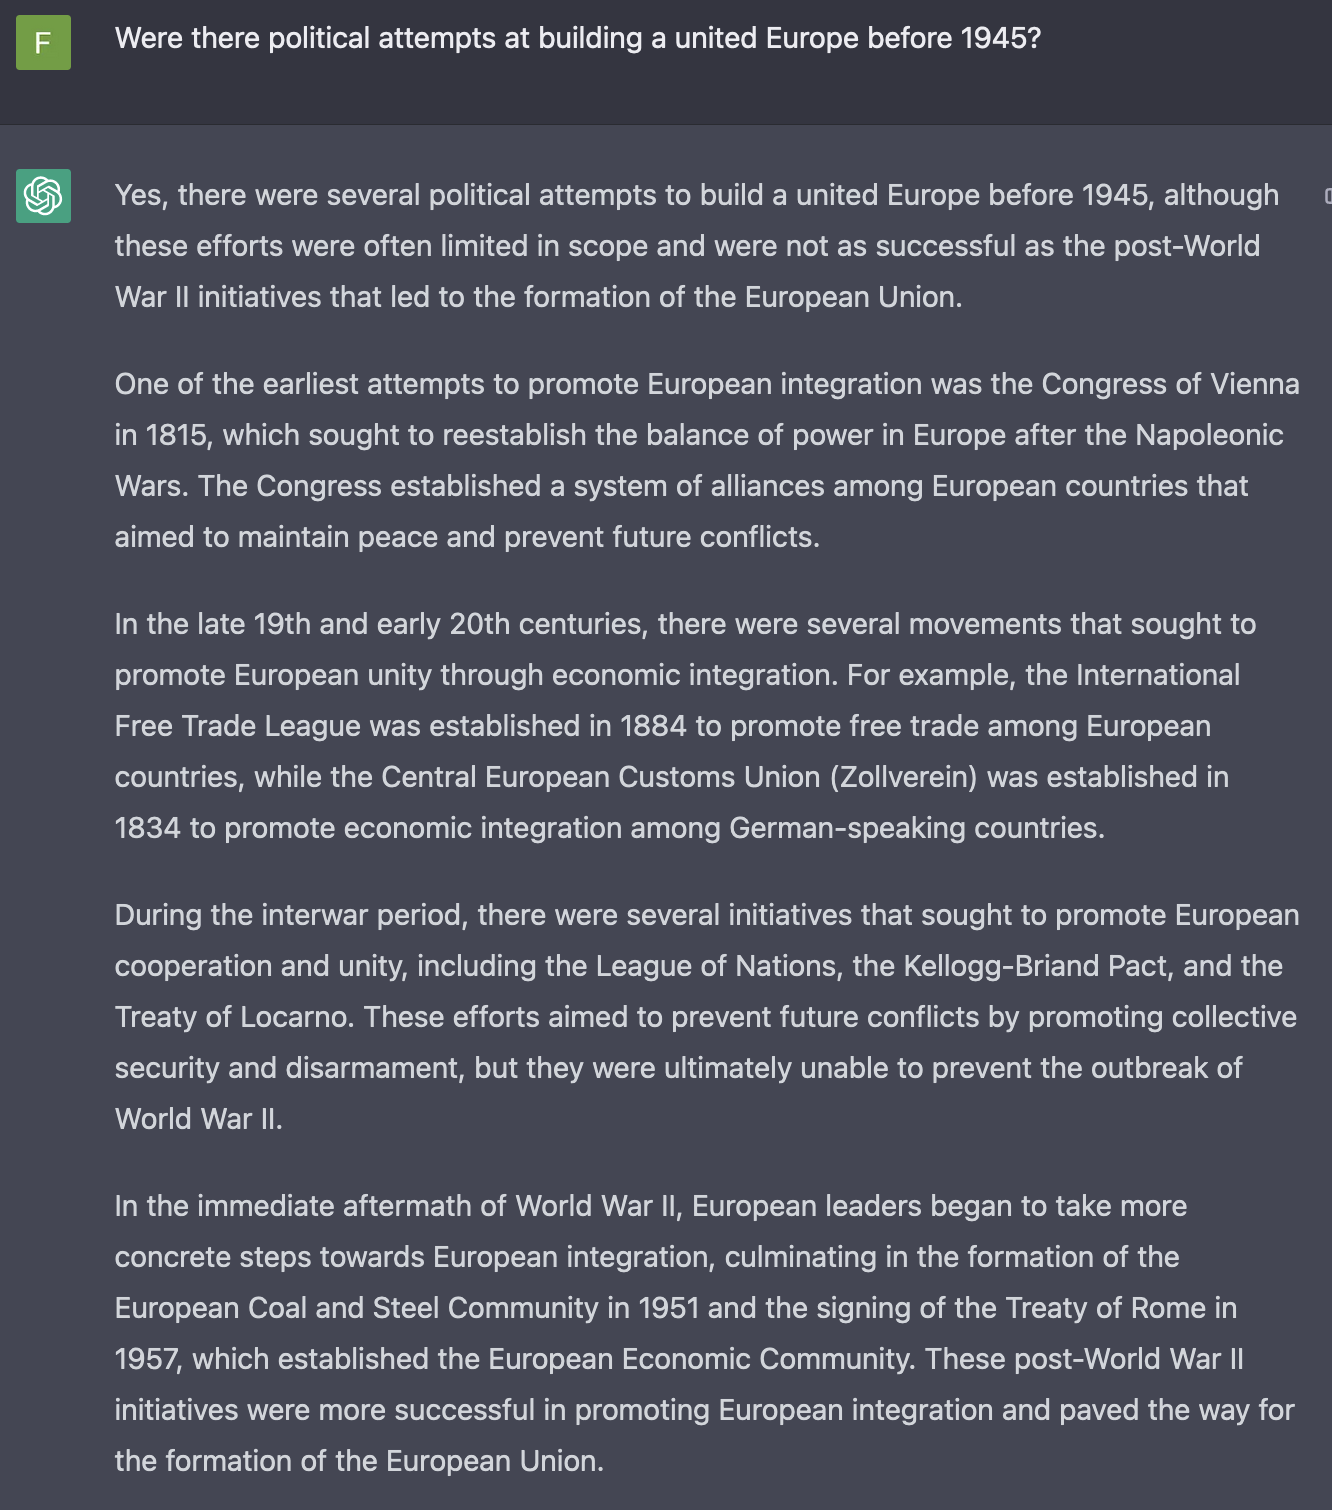 F
Were there political attempts at building a united Europe before 1945?
Yes, there were several political attempts to build a united Europe before 1945, although
these efforts were often limited in scope and were not as successful as the post-World
War II initiatives that led to the formation of the European Union.
One of the earliest attempts to promote European integration was the Congress of Vienna
in 1815, which sought to reestablish the balance of power in Europe after the Napoleonic
Wars. The Congress established a system of alliances among European countries that
aimed to maintain peace and prevent future conflicts.
In the late 19th and early 20th centuries, there were several movements that sought to
promote European unity through economic integration. For example, the International
Free Trade League was established in 1884 to promote free trade among European
countries, while the Central European Customs Union (Zollverein) was established in
1834 to promote economic integration among German-speaking countries.
During the interwar period, there were several initiatives that sought to promote European
cooperation and unity, including the League of Nations, the Kellogg-Briand Pact, and the
Treaty of Locarno. These efforts aimed to prevent future conflicts by promoting collective
security and disarmament, but they were ultimately unable to prevent the outbreak of
World War II.
In the immediate aftermath of World War II, European leaders began to take more
concrete steps towards European integration, culminating in the formation of the
European Coal and Steel Community in 1951 and the signing of the Treaty of Rome in
1957, which established the European Economic Community. These post-World War II
initiatives were more successful in promoting European integration and paved the way for
the formation of the European Union.